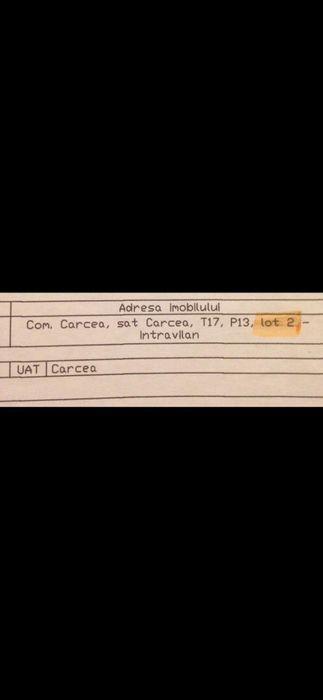 Adresa imobilului
Com. Carcea, sat Carcea, T17, P13, lot 2, -
Intravilan
UAT Carcea